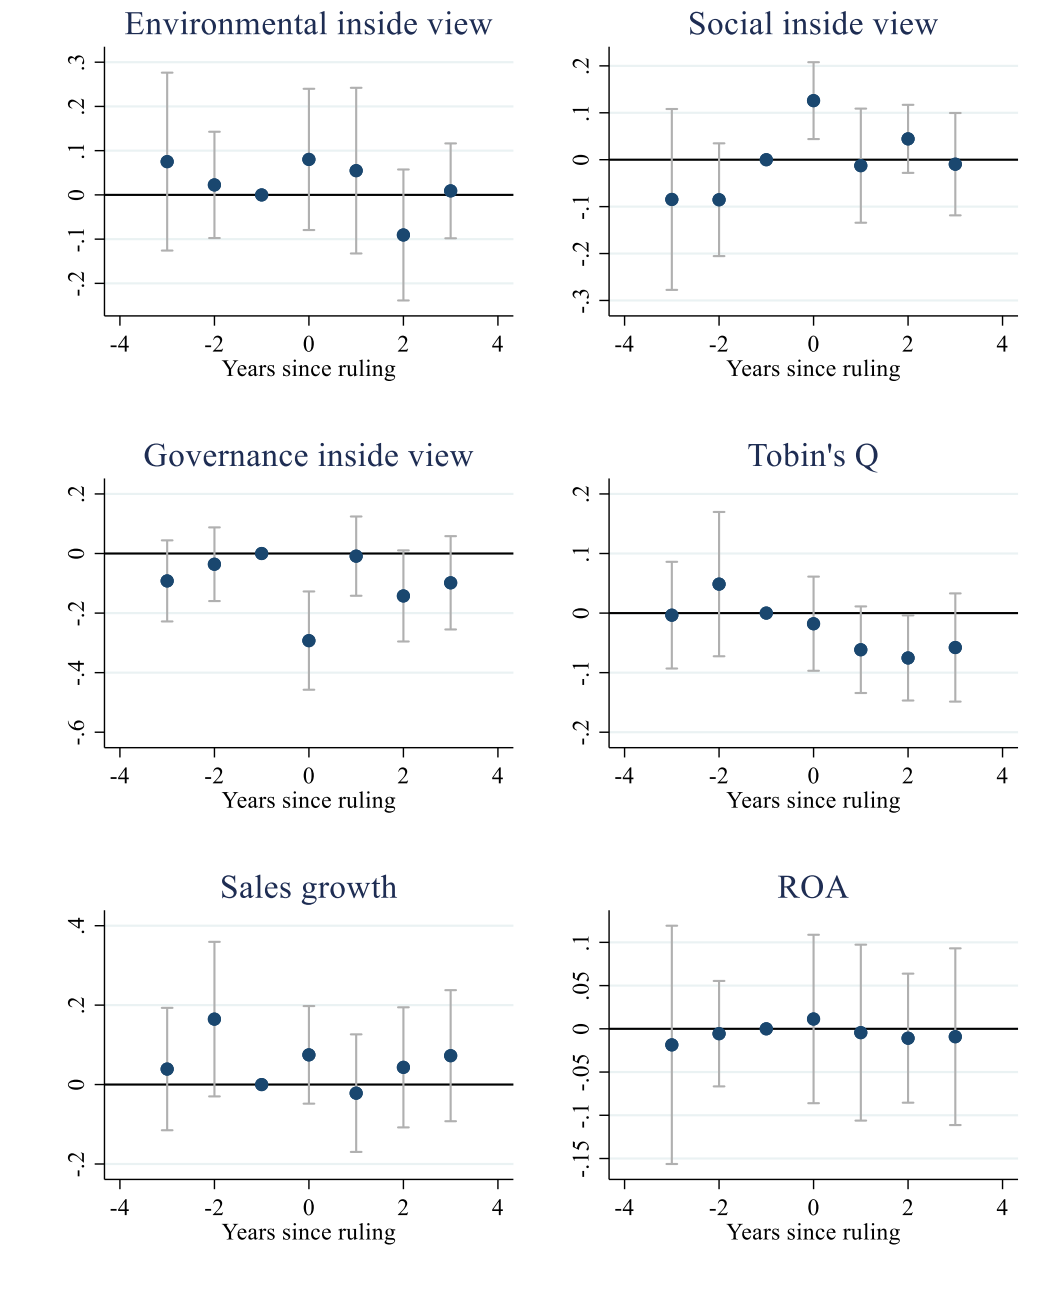 Environmental inside view
.3
.2
.1
0
-.1
-.2
-4 -2 0 2 4
Years since ruling
Social inside view
.2
.1
0
-.1
-.2
-.3
-4 -2 0 2 4
Years since ruling
Governance inside view
.2
0
-.2
-.4
-.6
-4 -2 0 2 4
Years since ruling
Tobin's Q
.2
.1
0
-.1
-.2
-4 -2 0 2 4
Years since ruling
Sales growth
.4
.2
0
-.2
-4 -2 0 2 4
Years since ruling
ROA
.1
.05
0
-.05
-.1
-.15
-4 -2 0 2 4
Years since ruling